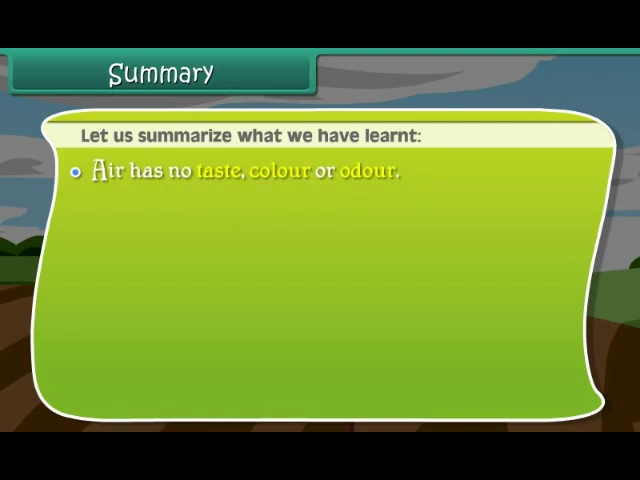 Summary
Let us summarize what we have learnt:
Air has no taste, colour or odour.